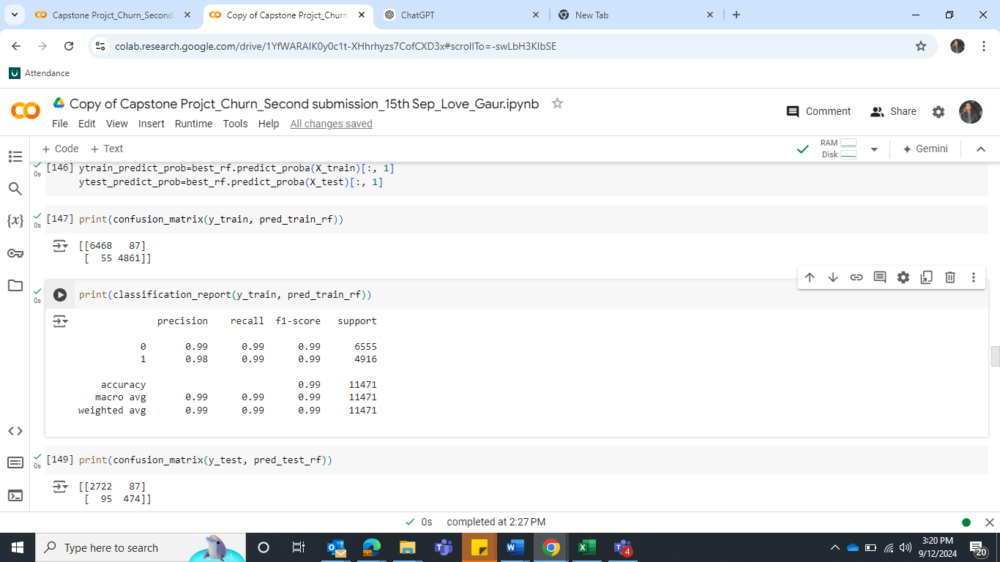 Capstone Projct_Churn_Second
Copy of Capstone Projct_Churn
ChatGPT
New Tab
colab.research.google.com/drive/1YfWARAIK0y0c1t-XHhrhyzs7CofCXD3x#scrollTo=-swLbH3KIbSE
Attendance
Copy of Capstone Projct_Churn_Second submission_15th Sep_Love_Gaur.ipynb
Comment Share
File Edit View Insert Runtime Tools Help All changes saved
+ Code + Text
RAM
Disk
Gemini
0s
[146] ytrain_predict_prob=best_rf.predict_proba(X_train)[:, 1]
ytest_predict_prob=best_rf.predict_proba(X_test)[:, 1]
[147] print(confusion_matrix(y_train, pred_train_rf))
0s
[[6468 87]
[ 55 4861]]
print(classification_report(y_train, pred_train_rf))
0s
precision recall f1-score support
0 0.99 0.99 0.99 6555
1 0.98 0.99 0.99 4916
accuracy 0.99 11471
macro avg 0.99 0.99 0.99 11471
weighted avg 0.99 0.99 0.99 11471
[149] print(confusion_matrix(y_test, pred_test_rf))
0s
[[2722 87]
[ 95 474]]
0s completed at 2:27 PM
Type here to search
4
3:20 PM
9/12/2024
20